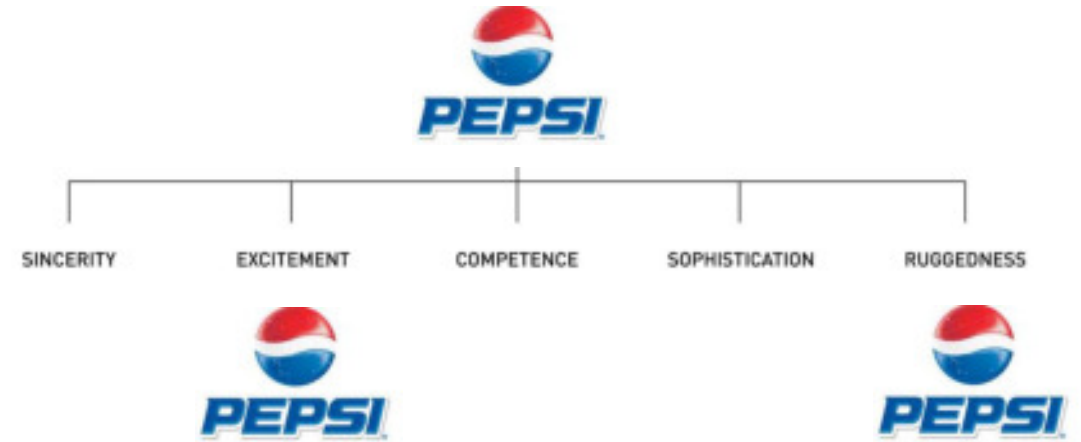 PEPSI
SINCERITY EXCITEMENT COMPETENCE SOPHISTICATION RUGGEDNESS
PEPSI PEPSI